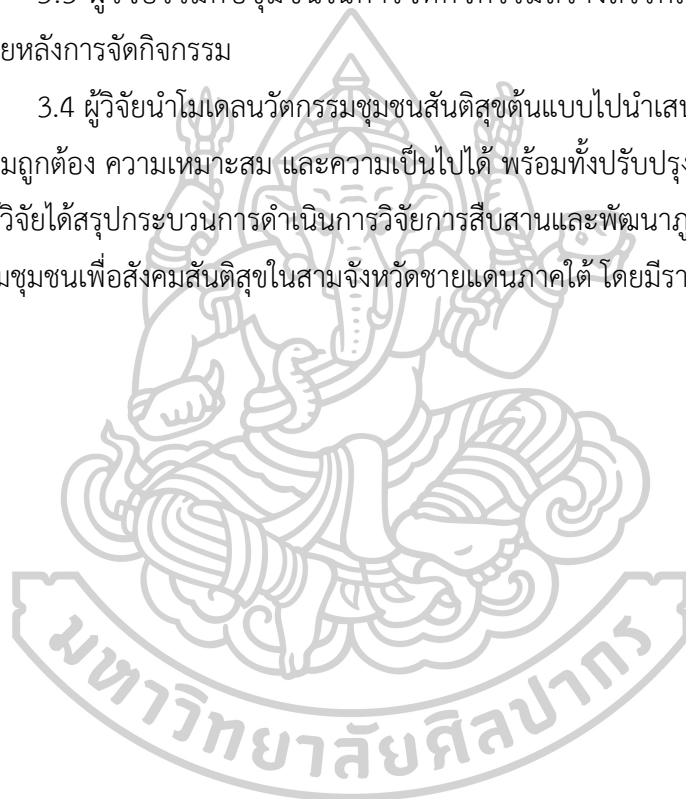 ยหลังการจัดกิจกรรม
3.4 ผู้วิจัยนำโมเดลนวัตกรรมชุมชนสันติสุขต้นแบบไปนำเสน
มถูกต้อง ความเหมาะสม และความเป็นไปได้ พร้อมทั้งปรับปรุง
วิจัยได้สรุปกระบวนการดำเนินการวิจัยการสืบสานและพัฒนาภู
มชุมชนเพื่อสังคมสันติสุขในสามจังหวัดชายแดนภาคใต้ โดยมีรา
มหาวิทยาลัยศิลปากร